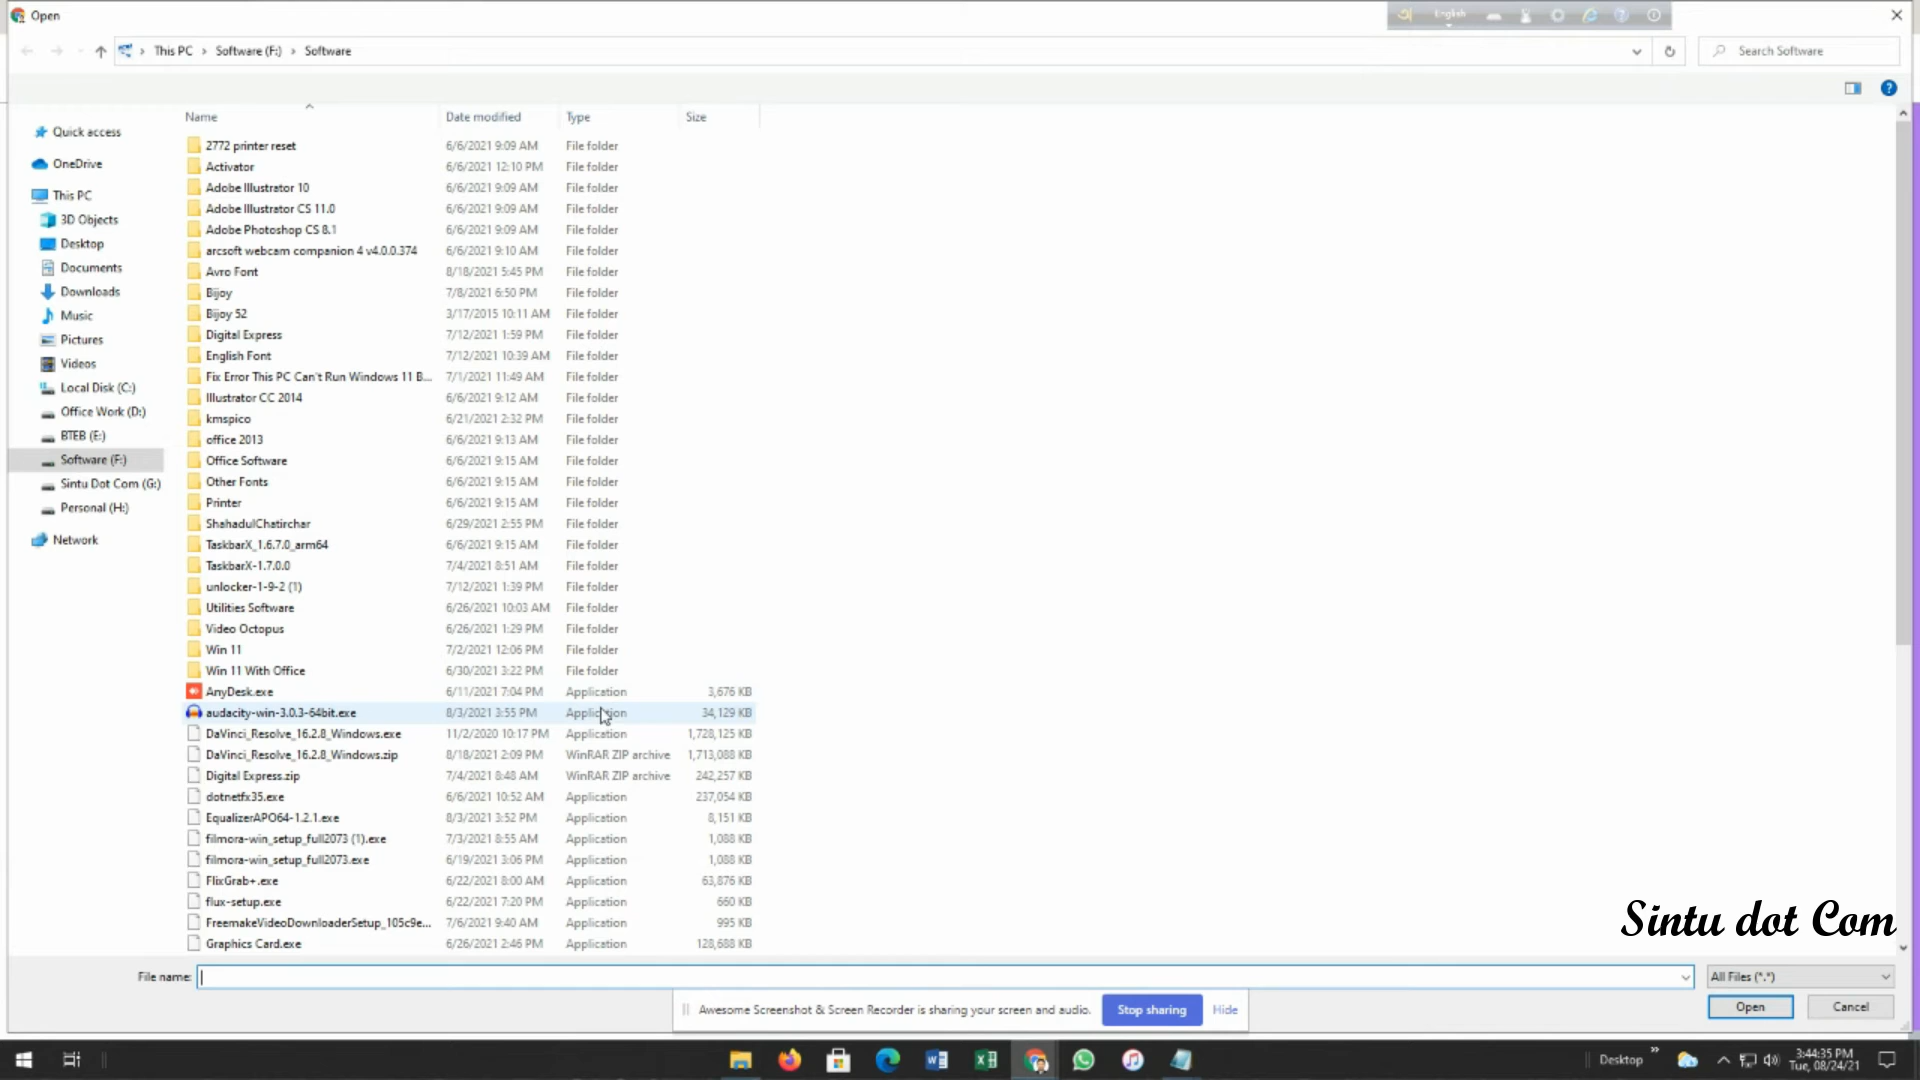 Open
English
This PC > Software (F:) > Software
Search Software
Name Date modified Type Size
Quick access
OneDrive
This PC
3D Objects
Desktop
Documents
Downloads
Music
Pictures
Videos
Local Disk (C:)
Office Work (D:)
BTEB (E:)
Software (F:)
Sintu Dot Com (G:)
Personal (H:)
Network
2772 printer reset 6/6/2021 9:09 AM File folder
Activator 6/6/2021 12:10 PM File folder
Adobe Illustrator 10 6/6/2021 9:09 AM File folder
Adobe Illustrator CS 11.0 6/6/2021 9:09 AM File folder
Adobe Photoshop CS 8.1 6/6/2021 9:09 AM File folder
arcsoft webcam companion 4 v4.0.0.374 6/6/2021 9:10 AM File folder
Avro Font 8/18/2021 5:45 PM File folder
Bijoy 7/8/2021 6:50 PM File folder
Bijoy 52 3/17/2015 10:11 AM File folder
Digital Express 7/12/2021 1:59 PM File folder
English Font 7/12/2021 10:39 AM File folder
Fix Error This PC Can't Run Windows 11 B... 7/1/2021 11:49 AM File folder
Illustrator CC 2014 6/6/2021 9:12 AM File folder
kmspico 6/21/2021 2:32 PM File folder
office 2013 6/6/2021 9:13 AM File folder
Office Software 6/6/2021 9:15 AM File folder
Other Fonts 6/6/2021 9:15 AM File folder
Printer 6/6/2021 9:15 AM File folder
ShahadulChatirchar 6/29/2021 2:55 PM File folder
TaskbarX_1.6.7.0_arm64 6/6/2021 9:15 AM File folder
TaskbarX-1.7.0.0 7/4/2021 8:51 AM File folder
unlocker-1-9-2 (1) 7/12/2021 1:39 PM File folder
Utilities Software 6/26/2021 10:03 AM File folder
Video Octopus 6/26/2021 1:29 PM File folder
Win 11 7/2/2021 12:06 PM File folder
Win 11 With Office 6/30/2021 3:22 PM File folder
AnyDesk.exe 6/11/2021 7:04 PM Application 3,676 KB
audacity-win-3.0.3-64bit.exe 8/3/2021 3:55 PM Application 34,129 KB
DaVinci_Resolve_16.2.8_Windows.exe 11/2/2020 10:17 PM Application 1,728,125 KB
DaVinci_Resolve_16.2.8_Windows.zip 8/18/2021 2:09 PM WinRAR ZIP archive 1,713,088 KB
Digital Express.zip 7/4/2021 8:48 AM WinRAR ZIP archive 242,257 KB
dotnetfx35.exe 6/6/2021 10:52 AM Application 237,054 KB
EqualizerAPO64-1.2.1.exe 8/3/2021 3:52 PM Application 8,151 KB
filmora-win_setup_full2073 (1).exe 7/3/2021 8:55 AM Application 1,088 KB
filmora-win_setup_full2073.exe 6/19/2021 3:06 PM Application 1,088 KB
FlixGrab+.exe 6/22/2021 8:00 AM Application 63,876 KB
flux-setup.exe 6/22/2021 7:20 PM Application 660 KB
FreemakeVideoDownloaderSetup_105c9e... 7/6/2021 9:40 AM Application 995 KB
Graphics Card.exe 6/26/2021 2:46 PM Application 128,688 KB
Sintu dot Com
File name:
All Files (*.*)
Open Cancel
Awesome Screenshot & Screen Recorder is sharing your screen and audio. Stop sharing Hide
Desktop
3:44:35 PM
Tue, 08/24/21